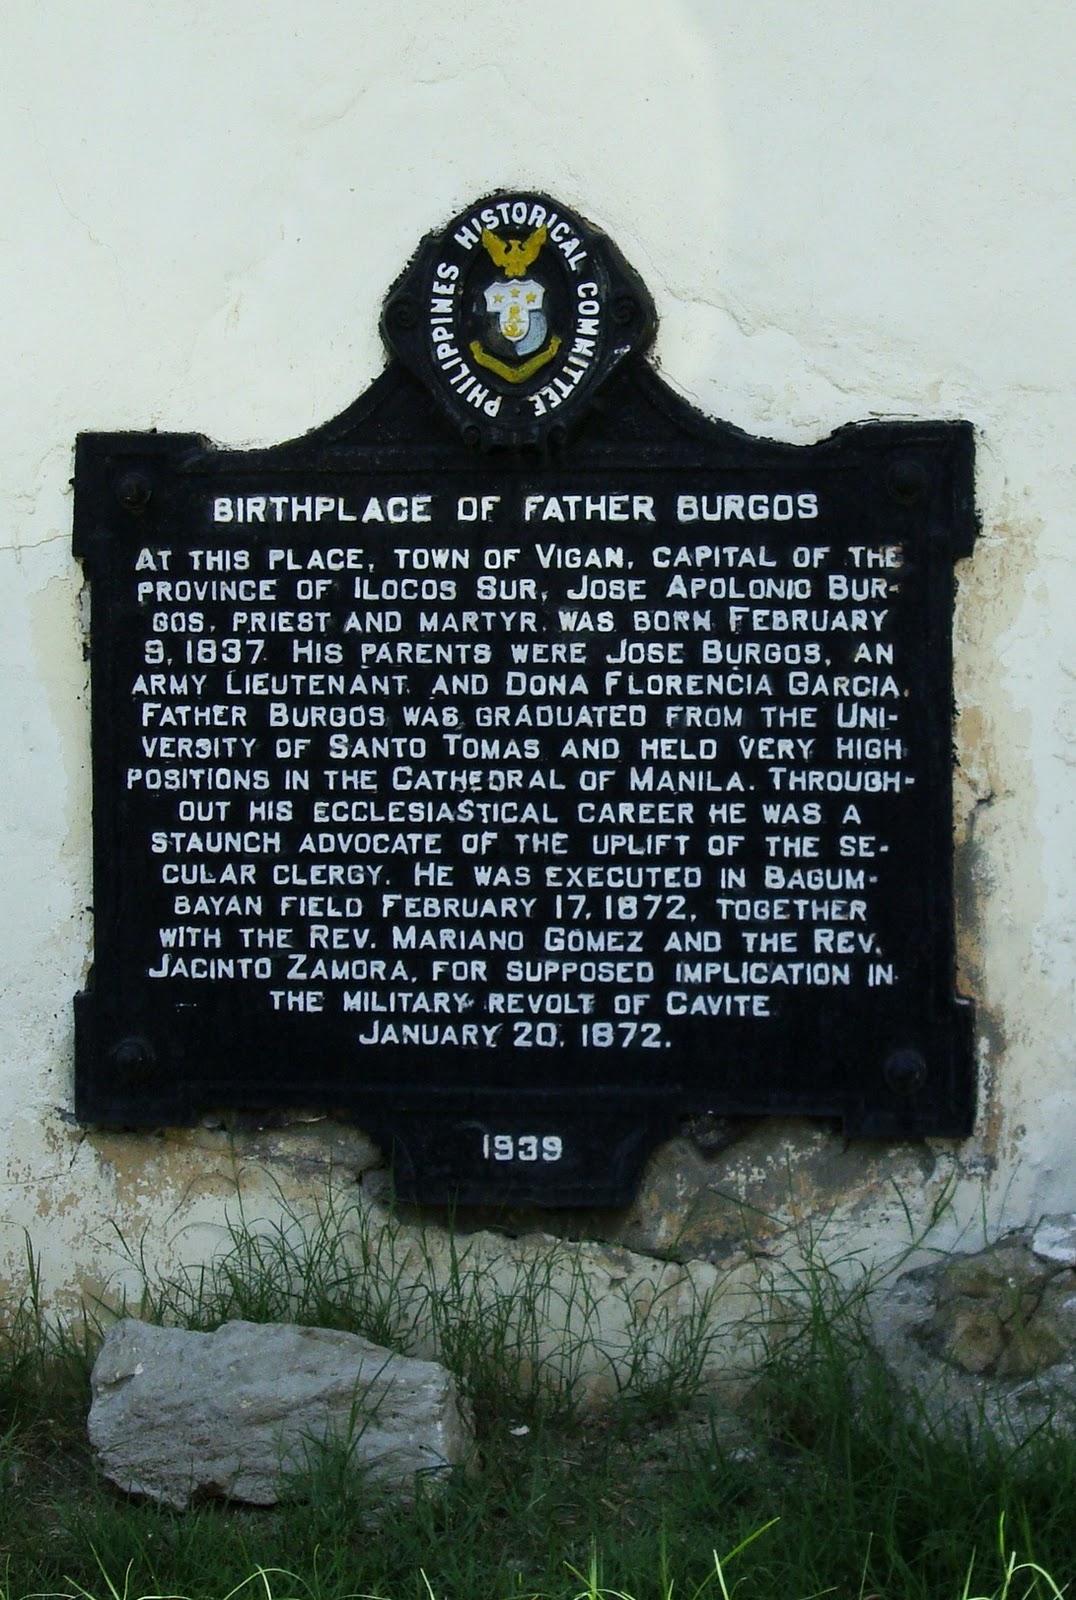 PHILIPPINES HISTORICAL COMMITTEE
BIRTHPLACE OF FATHER BURGOS
AT THIS PLACE, TOWN OF VIGAN, CAPITAL OF THE
PROVINCE OF ILOCOS SUR, JOSE APOLONIO BUR-
GOS, PRIEST AND MARTYR, WAS BORN FEBRUARY
9, 1837. HIS PARENTS WERE JOSE BURGOS, AN
ARMY LIEUTENANT, AND DONA FLORENCIA GARCIA.
FATHER BURGOS WAS GRADUATED FROM THE UNI-
VERSITY OF SANTO TOMAS AND HELD VERY HIGH
POSITIONS IN THE CATHEDRAL OF MANILA. THROUGH-
OUT HIS ECCLESIASTICAL CAREER HE WAS A
STAUNCH ADVOCATE OF THE UPLIFT OF THE SE-
CULAR CLERGY. HE WAS EXECUTED IN BAGUM-
BAYAN FIELD FEBRUARY 17, 1872, TOGETHER
WITH THE REV. MARIANO GOMEZ AND THE REV.
JACINTO ZAMORA, FOR SUPPOSED IMPLICATION IN
THE MILITARY REVOLT OF CAVITE
JANUARY 20, 1872.
1939